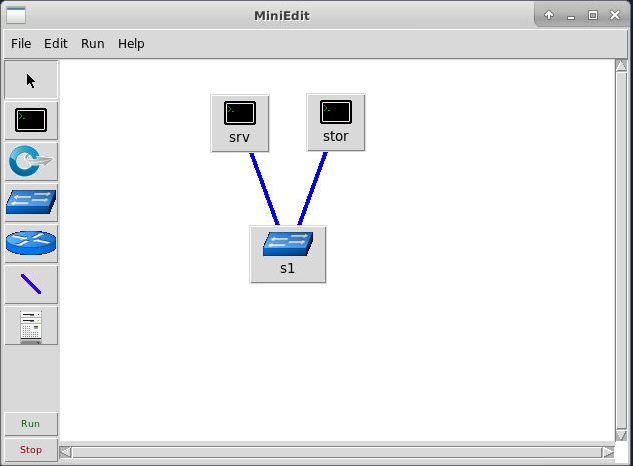 MiniEdit
File Edit Run Help
srv stor
s1
Run
Stop